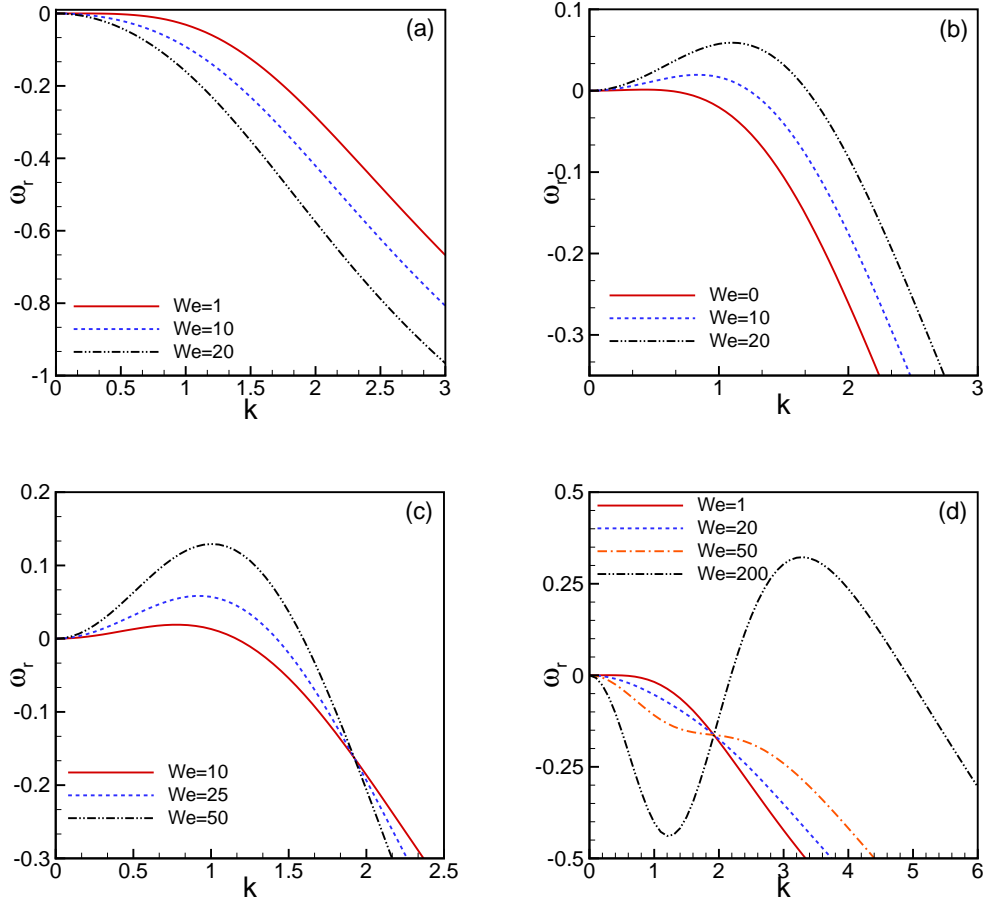 (a)
0
-0.2
-0.4
-0.6
-0.8
-1
ωr
We=1
We=10
We=20
0 0.5 1 1.5 2 2.5 3
k
(b)
0.1
0
-0.1
-0.2
-0.3
ωr
We=0
We=10
We=20
0 1 2 3
k
(c)
0.2
0.1
0
-0.1
-0.2
-0.3
ωr
We=10
We=25
We=50
0 0.5 1 1.5 2 2.5
k
(d)
0.5
0.25
0
-0.25
-0.5
ωr
We=1
We=20
We=50
We=200
0 1 2 3 4 5 6
k